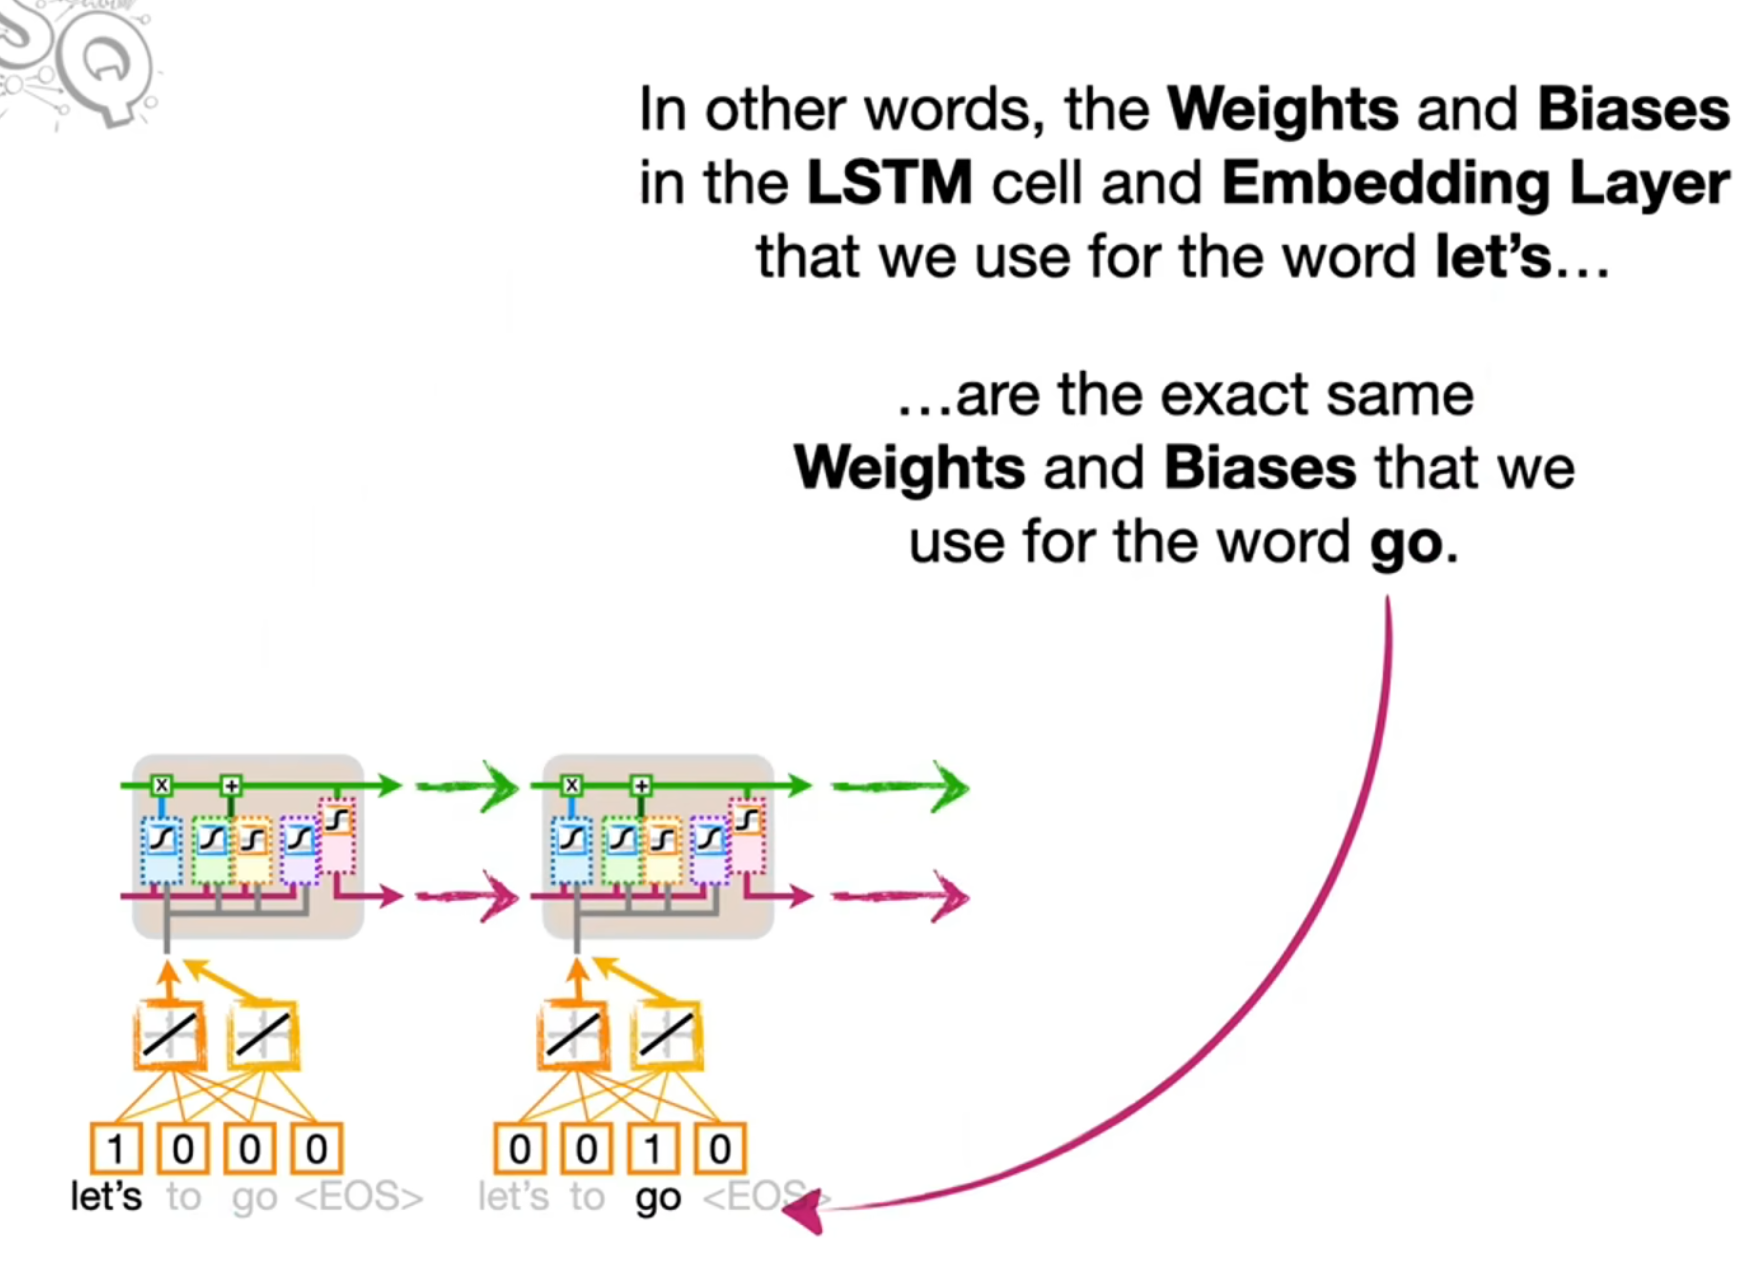 SQ
In other words, the Weights and Biases
in the LSTM cell and Embedding Layer
that we use for the word let’s…
…are the exact same
Weights and Biases that we
use for the word go.
x + x +
1 0 0 0 0 0 1 0
let’s to go <EOS> let’s to go <EOS>